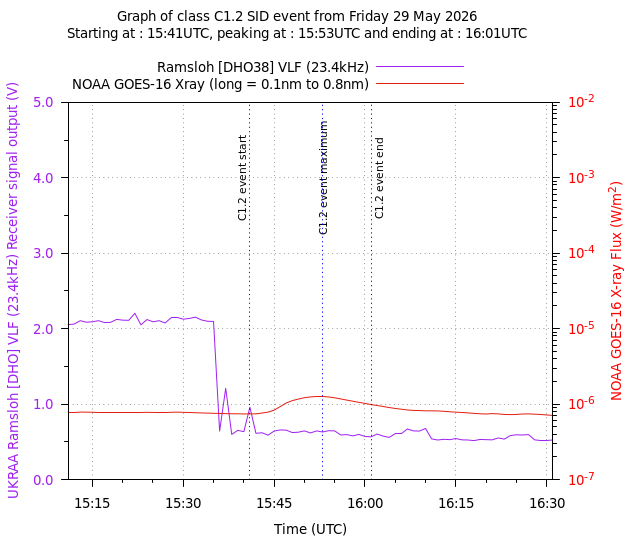 Graph of class C1.2 SID event from Friday 29 May 2026
Starting at : 15:41UTC, peaking at : 15:53UTC and ending at : 16:01UTC
Ramsloh [DHO38] VLF (23.4kHz)
NOAA GOES-16 Xray (long = 0.1nm to 0.8nm)
UKRAA Ramsloh [DHO] VLF (23.4kHz) Receiver signal output (V)
5.0
4.0
3.0
2.0
1.0
0.0
C1.2 event start
C1.2 event maximum
C1.2 event end
10⁻²
10⁻³
10⁻⁴
10⁻⁵
10⁻⁶
10⁻⁷
NOAA GOES-16 X-ray Flux (W/m²)
15:15 15:30 15:45 16:00 16:15 16:30
Time (UTC)